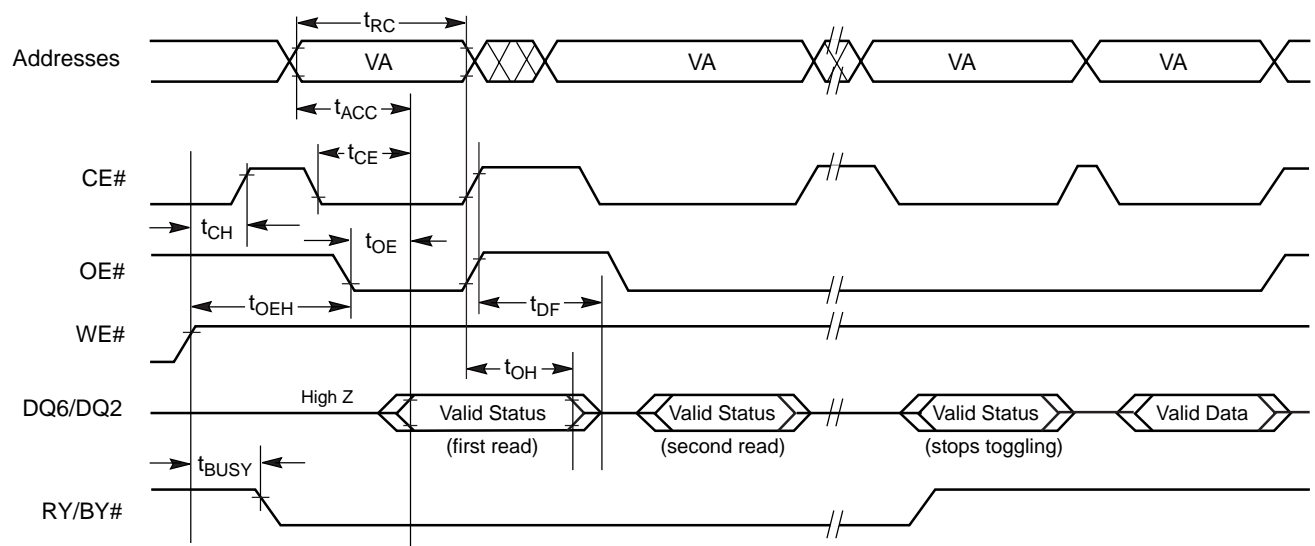 tRC
Addresses VA VA VA VA
tACC
tCE
CE#
tCH tOE
OE#
tOEH tDF
WE#
tOH
High Z
DQ6/DQ2 Valid Status Valid Status Valid Status Valid Data
(first read) (second read) (stops toggling)
tBUSY
RY/BY#